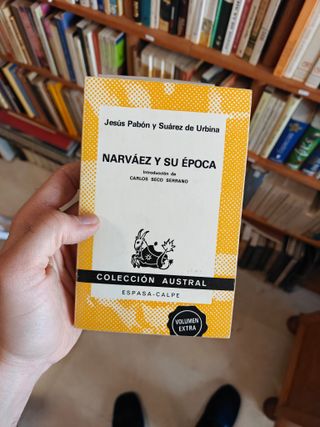 Jesús Pabón y Suárez de Urbina
NARVÁEZ Y SU ÉPOCA
Introducción de
CARLOS SECO SERRANO
COLECCIÓN AUSTRAL
ESPASA-CALPE
VOLUMEN
EXTRA